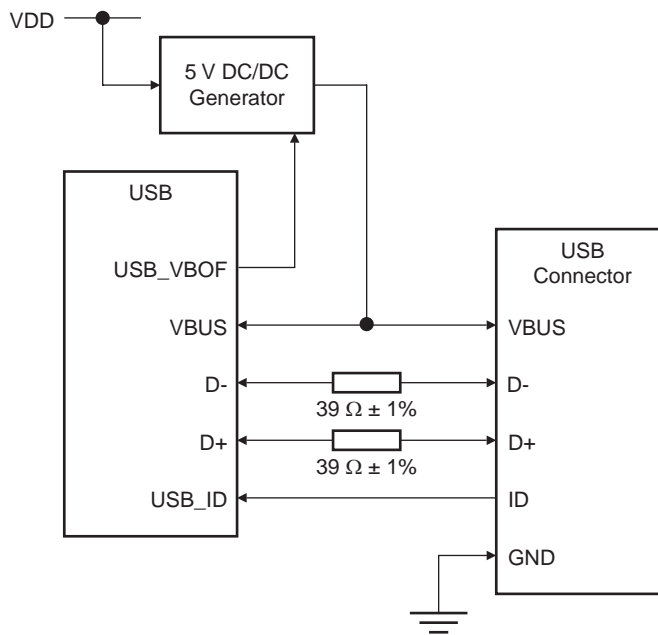 VDD
5 V DC/DC
Generator
USB
USB_VBOF
VBUS
D-
D+
USB_ID
39 Ω ± 1%
39 Ω ± 1%
USB
Connector
VBUS
D-
D+
ID
GND